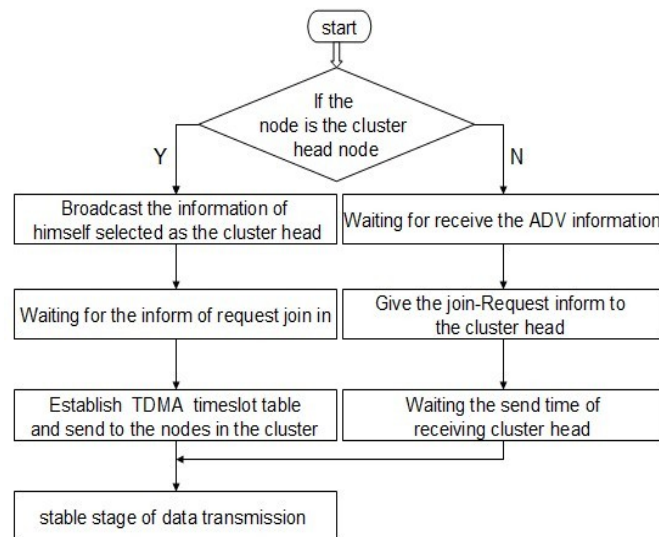 start
If the
node is the cluster
head node
Y
N
Broadcast the information of
himself selected as the cluster head
Waiting for receive the ADV information
Waiting for the inform of request join in
Give the join-Request inform to
the cluster head
Establish TDMA timeslot table
and send to the nodes in the cluster
Waiting the send time of
receiving cluster head
stable stage of data transmission